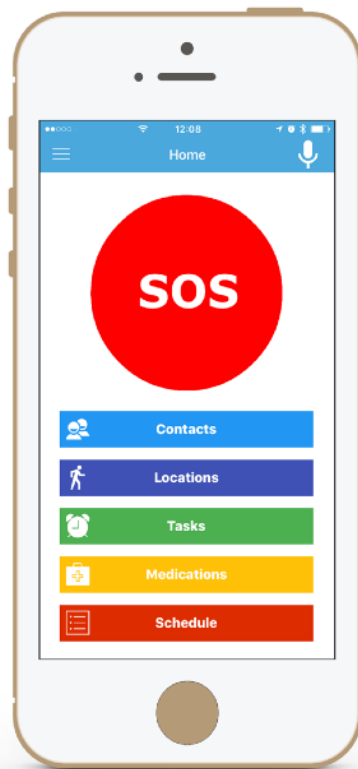 12:08
Home
SOS
Contacts
Locations
Tasks
Medications
Schedule